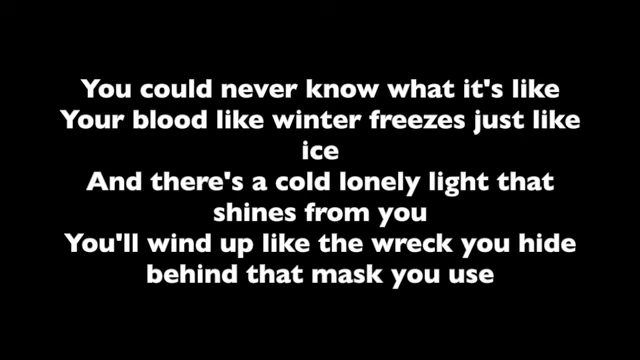 You could never know what it's like
Your blood like winter freezes just like
ice
And there's a cold lonely light that
shines from you
You'll wind up like the wreck you hide
behind that mask you use